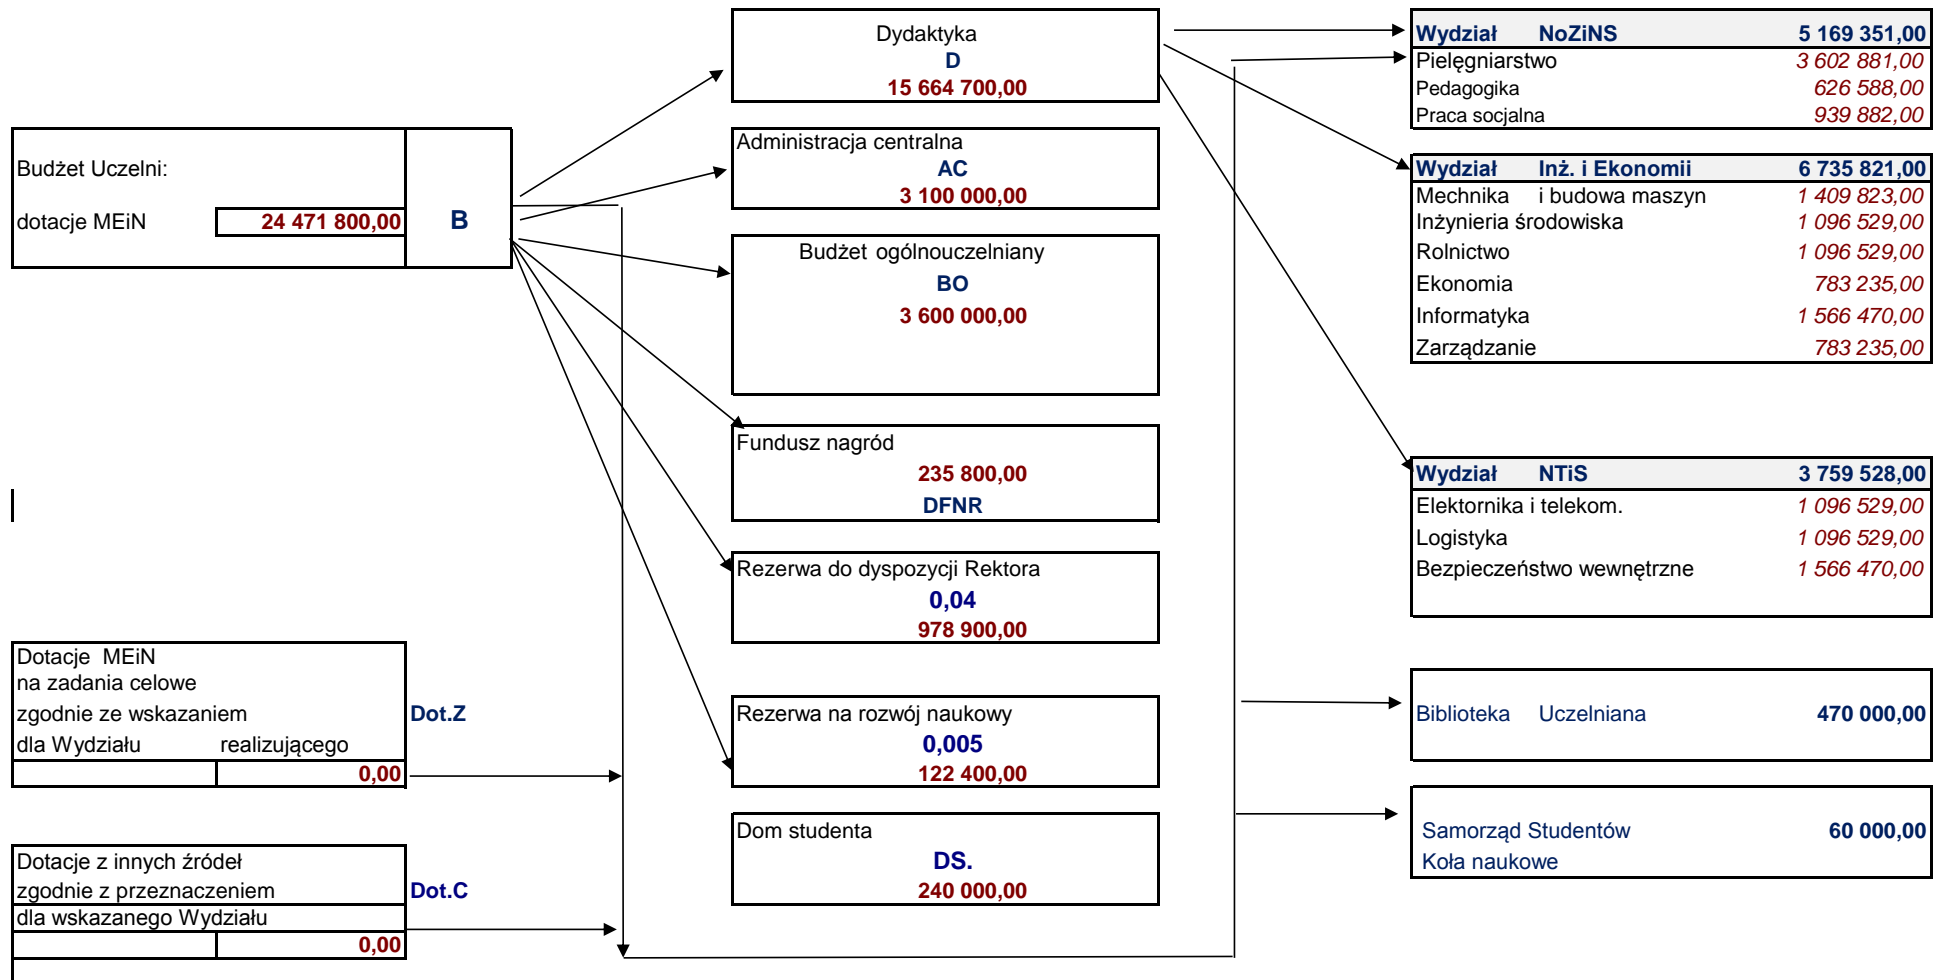 Budżet Uczelni:
dotacje MEiN 24 471 800,00 B
Dotacje MEiN
na zadania celowe
zgodnie ze wskazaniem Dot.Z
dla Wydziału realizującego
0,00
Dotacje z innych źródeł
zgodnie z przeznaczeniem Dot.C
dla wskazanego Wydziału
0,00
Dydaktyka
D
15 664 700,00
Administracja centralna
AC
3 100 000,00
Budżet ogólnouczelniany
BO
3 600 000,00
Fundusz nagród
235 800,00
DFNR
Rezerwa do dyspozycji Rektora
0,04
978 900,00
Rezerwa na rozwój naukowy
0,005
122 400,00
Dom studenta
DS.
240 000,00
Wydział NoZiNS 5 169 351,00
Pielęgniarstwo 3 602 881,00
Pedagogika 626 588,00
Praca socjalna 939 882,00
Wydział Inż. i Ekonomii 6 735 821,00
Mechnika i budowa maszyn 1 409 823,00
Inżynieria środowiska 1 096 529,00
Rolnictwo 1 096 529,00
Ekonomia 783 235,00
Informatyka 1 566 470,00
Zarządzanie 783 235,00
Wydział NTiS 3 759 528,00
Elektornika i telekom. 1 096 529,00
Logistyka 1 096 529,00
Bezpieczeństwo wewnętrzne 1 566 470,00
Biblioteka Uczelniana 470 000,00
Samorząd Studentów 60 000,00
Koła naukowe